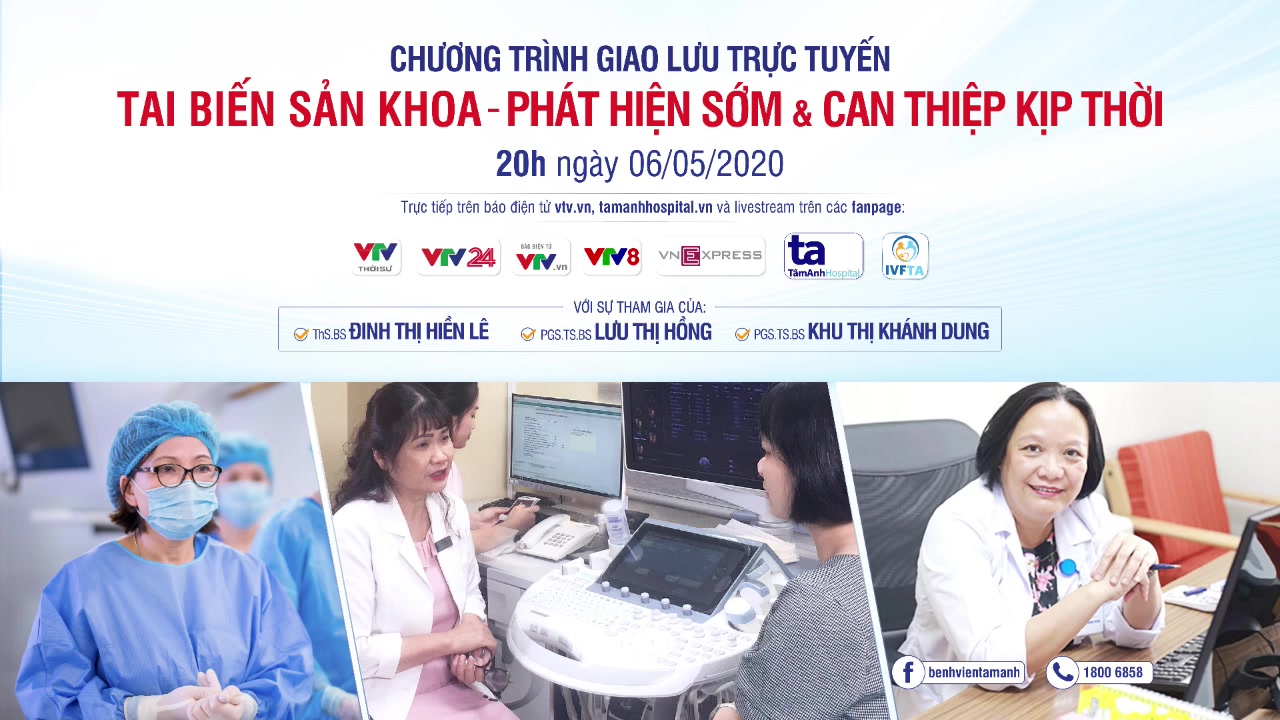 CHƯƠNG TRÌNH GIAO LƯU TRỰC TUYẾN
TAI BIẾN SẢN KHOA - PHÁT HIỆN SỚM & CAN THIỆP KỊP THỜI
20h ngày 06/05/2020
Trực tiếp trên báo điện tử vtv.vn, tamanhhospital.vn và livestream trên các fanpage:
VTV THỜI SỰ
VTV24
BÁO ĐIỆN TỬ VTV.vn
VTV8
VNEXPRESS
ta TâmAnhHospital
IVFTA
VỚI SỰ THAM GIA CỦA:
ThS.BS ĐINH THỊ HIỀN LÊ
PGS.TS.BS LƯU THỊ HỒNG
PGS.TS.BS KHU THỊ KHÁNH DUNG
f benhvientamanh
1800 6858